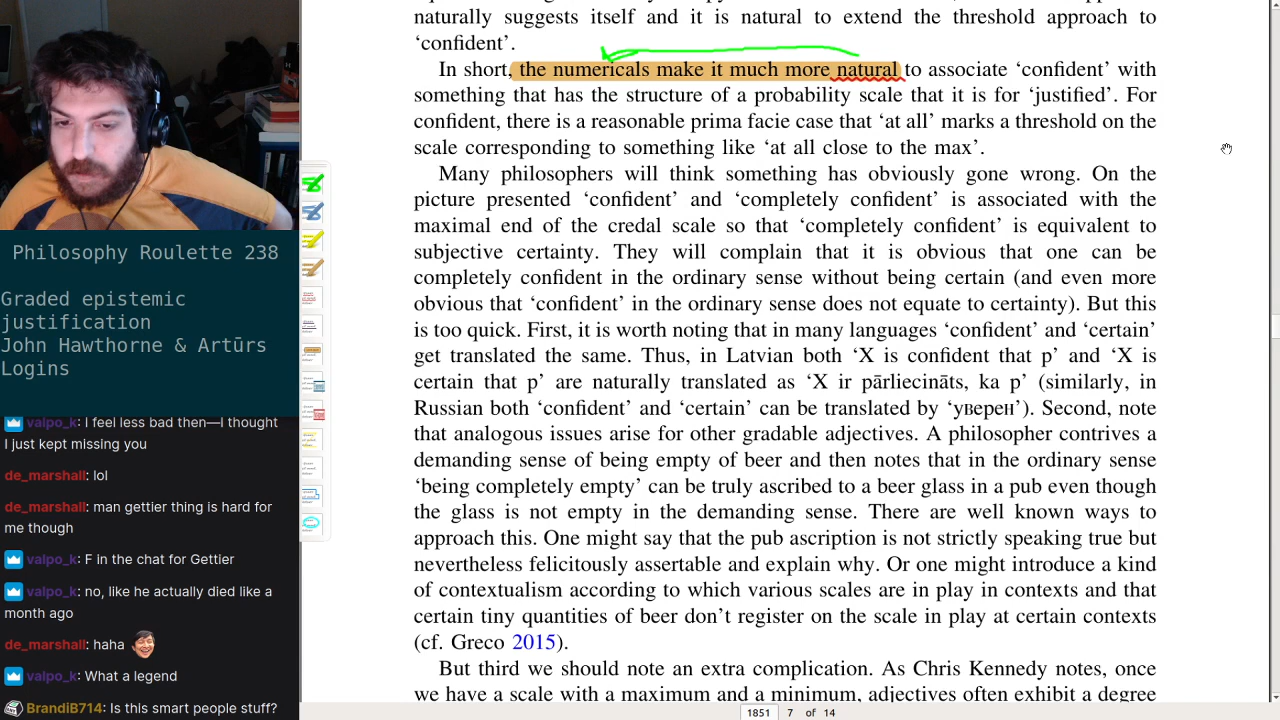 Philosophy Roulette 238
Graded epistemic
justification
John Hawthorne & Artūrs
Logins
valpo_k: I feel less bad then—I thought
I just kept missing you
de_marshall: lol
de_marshall: man gettier thing is hard for
me though
valpo_k: F in the chat for Gettier
valpo_k: no, like he actually died like a
month ago
de_marshall: haha
valpo_k: What a legend
BrandiB714: Is this smart people stuff?
naturally suggests itself and it is natural to extend the threshold approach to
‘confident’.
In short, the numericals make it much more natural to associate ‘confident’ with
something that has the structure of a probability scale that it is for ‘justified’. For
confident, there is a reasonable prima facie case that ‘at all’ marks a threshold on the
scale corresponding to something like ‘at all close to the max’.
Many philosophers will think something has obviously gone wrong. On the
picture presented ‘confident’ and ‘completely confident’ is associated with the
maximal end of the credal scale so that ‘completely confident’ is equivalent to
subjective certainty. They will complain that it is obvious that one can be
completely confident in the ordinary sense without being certain (and even more
obvious that ‘confident’ in the ordinary sense does not equate to certainty). But this
is too quick. First, it is worth noting that in many languages ‘confident’ and ‘certain’
get translated the same. Thus, in Latvian both ‘X is confident that p’ and ‘X is
certain that p’ are naturally translated as ‘X ir pārliecināts, ka p’ (similarly, in
Russian both ‘confident’ and ‘certain’ can be translated by ‘уверен’). Second, note
that analogous issues arise for other gradable adjectives. A philosopher conceives a
demanding sense of being empty of beer and then notes that in the ordinary sense
‘being completely empty’ can be truly ascribed to a beer glass in a pub even though
the glass is not empty in the demanding sense. There are well known ways to
approach this. One might say that the pub ascription is not strictly speaking true but
nevertheless felicitously assertable and explain why. Or one might introduce a kind
of contextualism according to which various scales are in play in contexts and that
certain tiny quantities of beer don’t register on the scale in play at certain contexts
(cf. Greco 2015).
But third we should note an extra complication. As Chris Kennedy notes, once
we have a scale with a maximum and a minimum, adjectives often exhibit a degree
1851 7 of 14